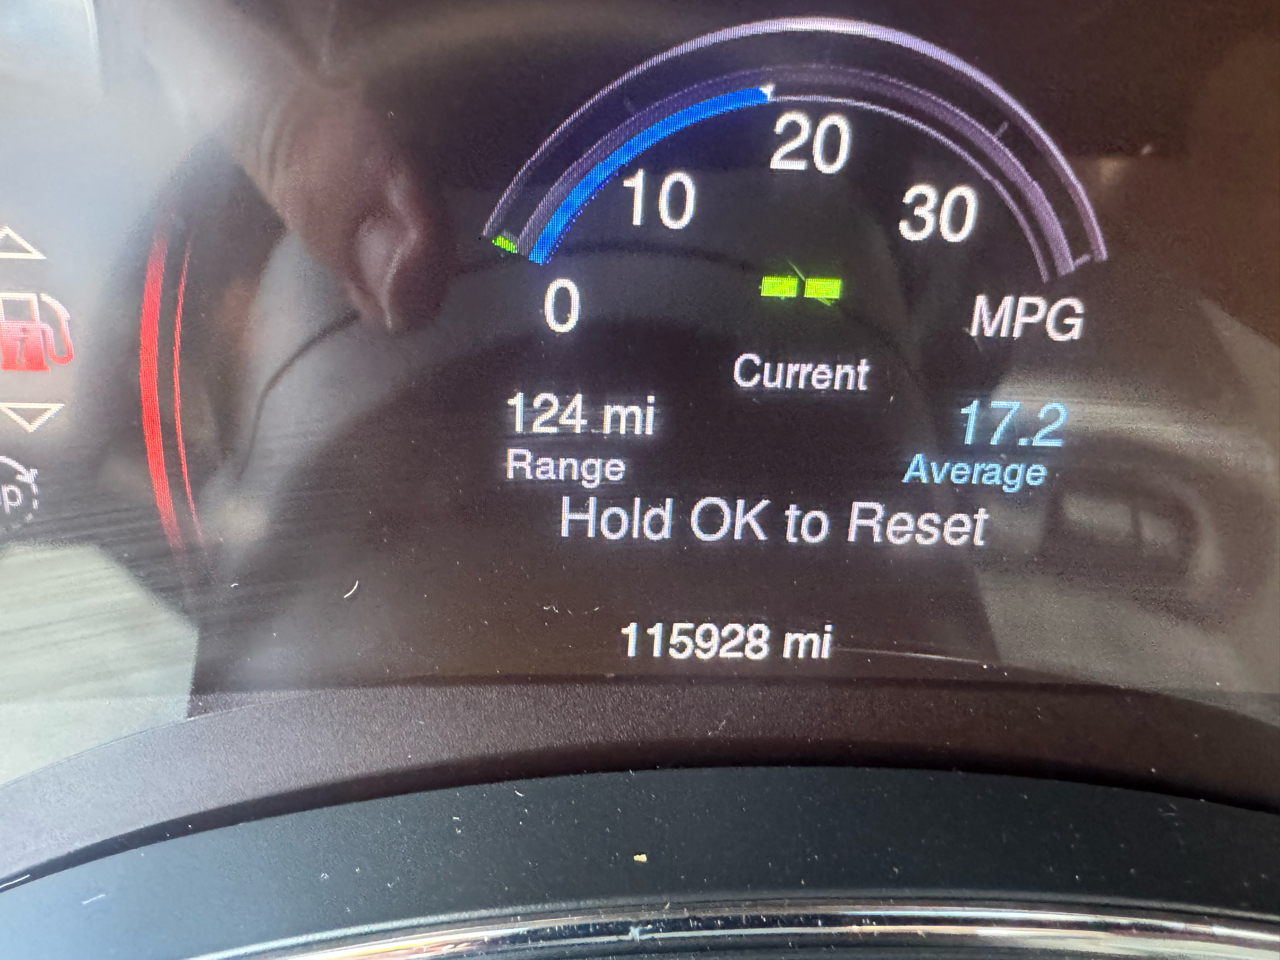 20
10
30
0
MPG
Current
124 mi
17.2
Range
Average
Hold OK to Reset
115928 mi